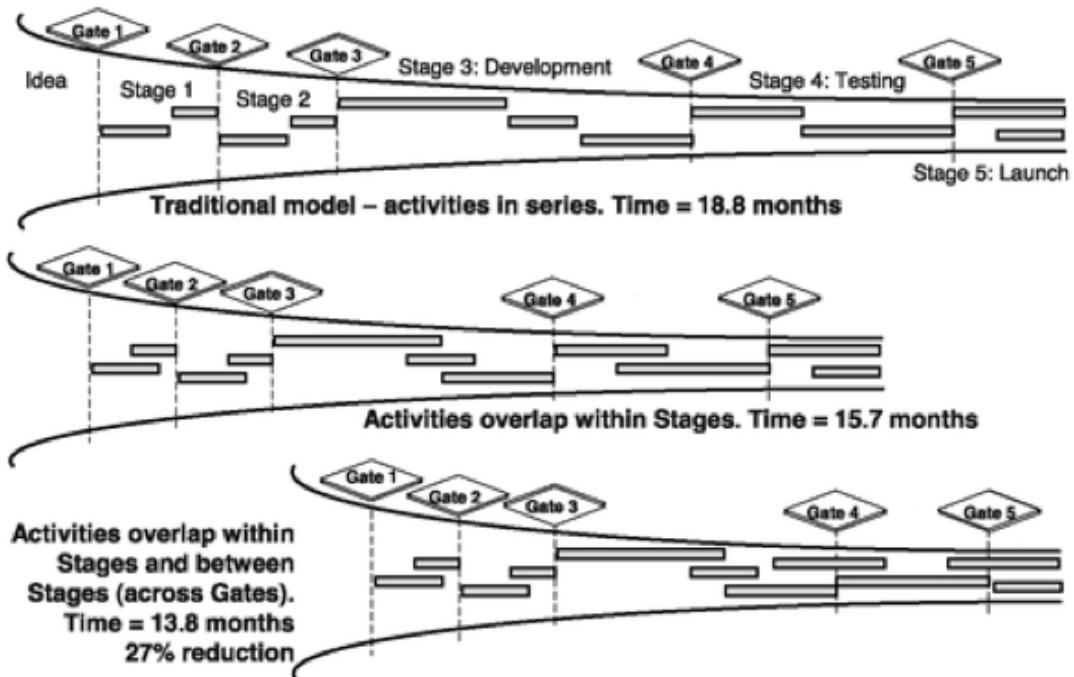 Gate 1
Gate 2
Gate 3
Gate 4
Gate 5
Idea
Stage 1
Stage 2
Stage 3: Development
Stage 4: Testing
Stage 5: Launch
Traditional model – activities in series. Time = 18.8 months
Gate 1
Gate 2
Gate 3
Gate 4
Gate 5
Activities overlap within Stages. Time = 15.7 months
Gate 1
Gate 2
Gate 3
Gate 4
Gate 5
Activities overlap within
Stages and between
Stages (across Gates).
Time = 13.8 months
27% reduction